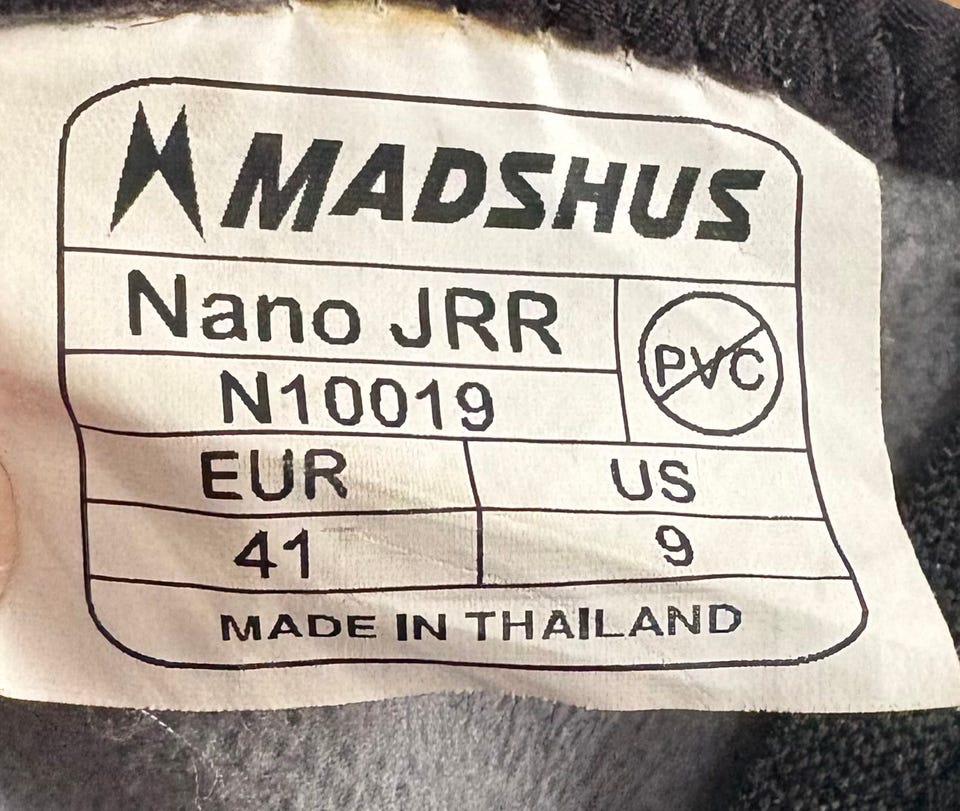 MADSHUS
Nano JRR
PVC
N10019
EUR US
41 9
MADE IN THAILAND